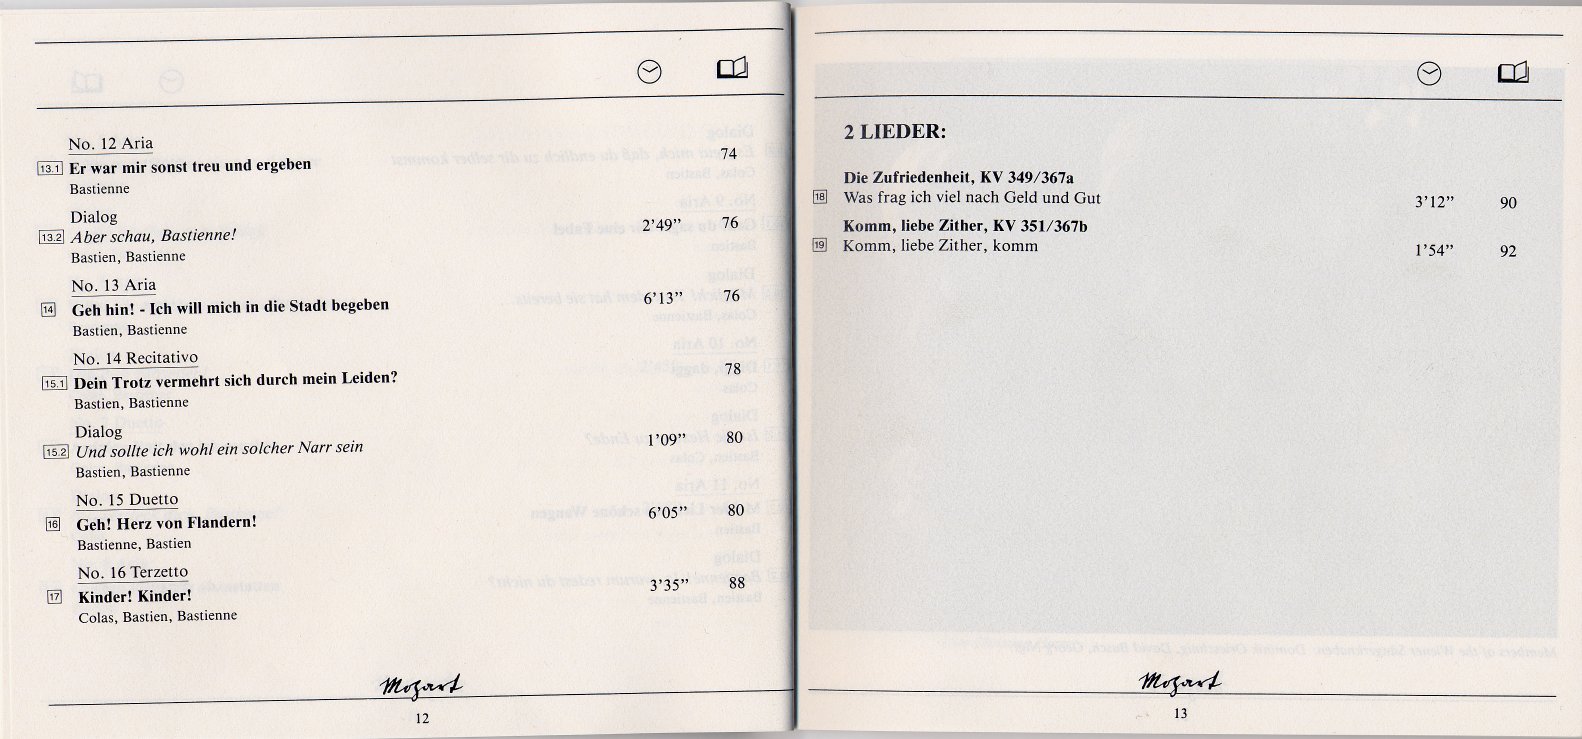 No. 12 Aria
13.1 Er war mir sonst treu und ergeben 74
Bastienne
Dialog
13.2 Aber schau, Bastienne! 2'49" 76
Bastien, Bastienne
No. 13 Aria
14 Geh hin! - Ich will mich in die Stadt begeben 6'13" 76
Bastien, Bastienne
No. 14 Recitativo
15.1 Dein Trotz vermehrt sich durch mein Leiden? 78
Bastien, Bastienne
Dialog
15.2 Und sollte ich wohl ein solcher Narr sein 1'09" 80
Bastien, Bastienne
No. 15 Duetto
16 Geh! Herz von Flandern! 6'05" 80
Bastienne, Bastien
No. 16 Terzetto
17 Kinder! Kinder! 3'35" 88
Colas, Bastien, Bastienne
Mozart
12
2 LIEDER:
Die Zufriedenheit, KV 349/367a
18 Was frag ich viel nach Geld und Gut 3'12" 90
Komm, liebe Zither, KV 351/367b
19 Komm, liebe Zither, komm 1'54" 92
Mozart
13